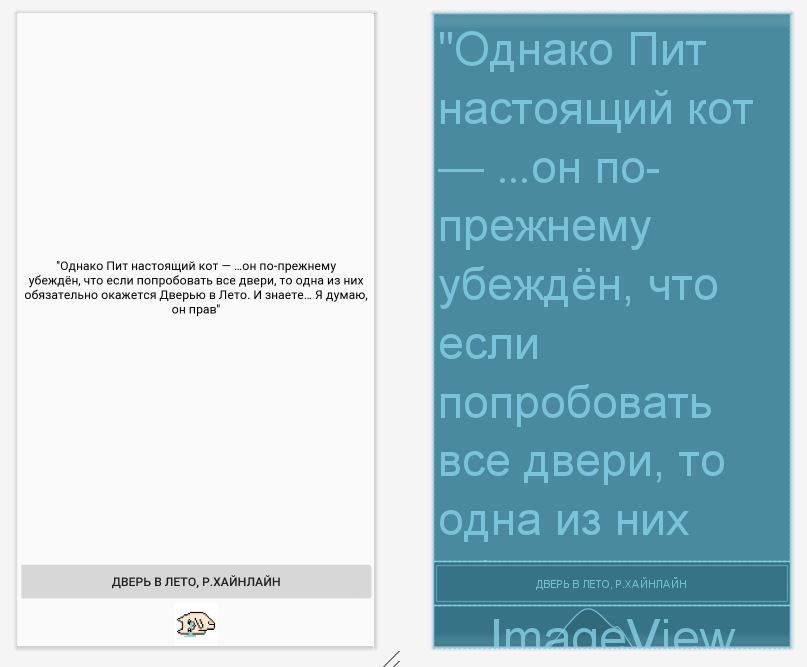 "Однако Пит настоящий кот — …он по-прежнему
убеждён, что если попробовать все двери, то одна из них
обязательно окажется Дверью в Лето. И знаете… Я думаю,
он прав"
ДВЕРЬ В ЛЕТО, Р.ХАЙНЛАЙН
"Однако Пит
настоящий кот
— ...он по-
прежнему
убеждён, что
если
попробовать
все двери, то
одна из них
ДВЕРЬ В ЛЕТО, Р.ХАЙНЛАЙН
ImageView